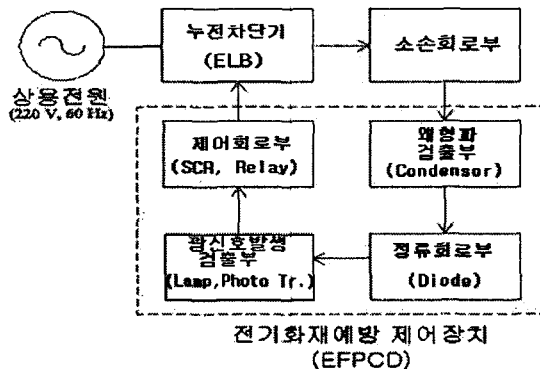 누전차단기
(ELB)
소손회로부
상용전원
(220 V, 60 Hz)
제어회로부
(SCR, Relay)
왜형파
검출부
(Condensor)
광신호발생
검출부
(Lamp,Photo Tr.)
정류회로부
(Diode)
전기화재예방 제어장치
(EFPCD)